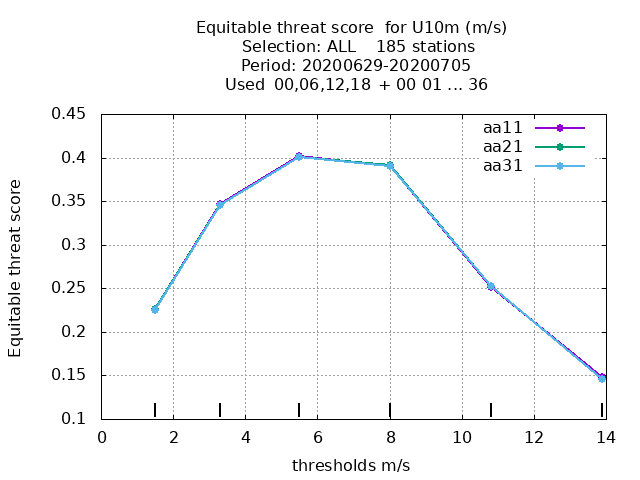 Equitable threat score  for U10m (m/s)
Selection: ALL    185 stations
Period: 20200629-20200705
Used  00,06,12,18  + 00 01 ... 36
aa11
aa21
aa31
Equitable threat score
0.45
0.4
0.35
0.3
0.25
0.2
0.15
0.1
0 2 4 6 8 10 12 14
thresholds m/s